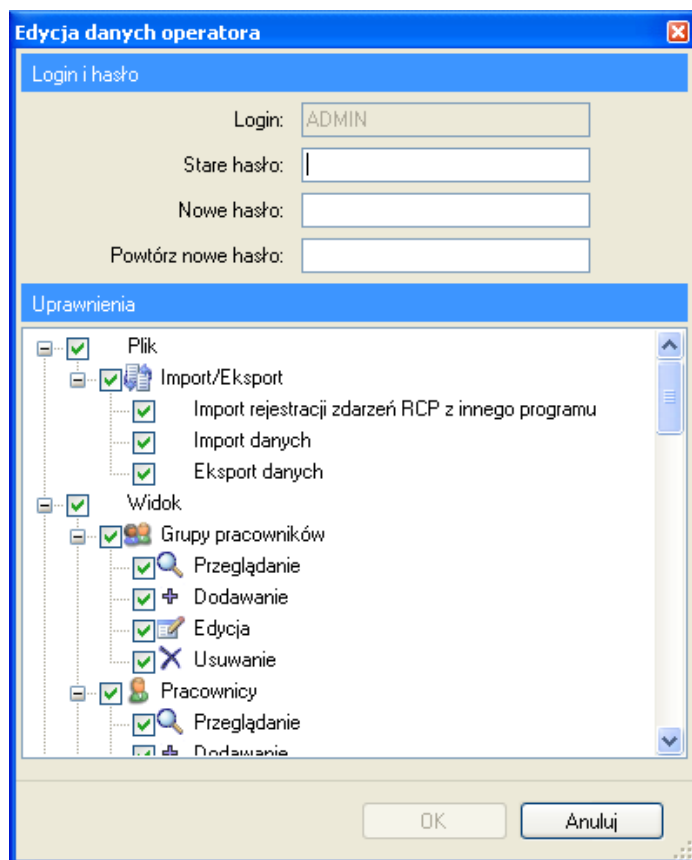 Edycja danych operatora
Login i hasło
Login: ADMIN
Stare hasło:
Nowe hasło:
Powtórz nowe hasło:
Uprawnienia
Plik
Import/Eksport
Import rejestracji zdarzeń RCP z innego programu
Import danych
Eksport danych
Widok
Grupy pracowników
Przeglądanie
Dodawanie
Edycja
Usuwanie
Pracownicy
Przeglądanie
Dodawanie
OK Anuluj